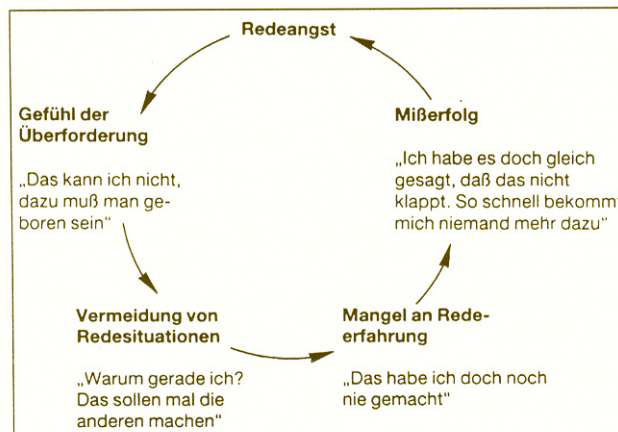 Redeangst
Gefühl der
Überforderung
„Das kann ich nicht,
dazu muß man ge-
boren sein“
Vermeidung von
Redesituationen
„Warum gerade ich?
Das sollen mal die
anderen machen“
Mangel an Rede-
erfahrung
„Das habe ich doch noch
nie gemacht“
Mißerfolg
„Ich habe es doch gleich
gesagt, daß das nicht
klappt. So schnell bekommt
mich niemand mehr dazu“